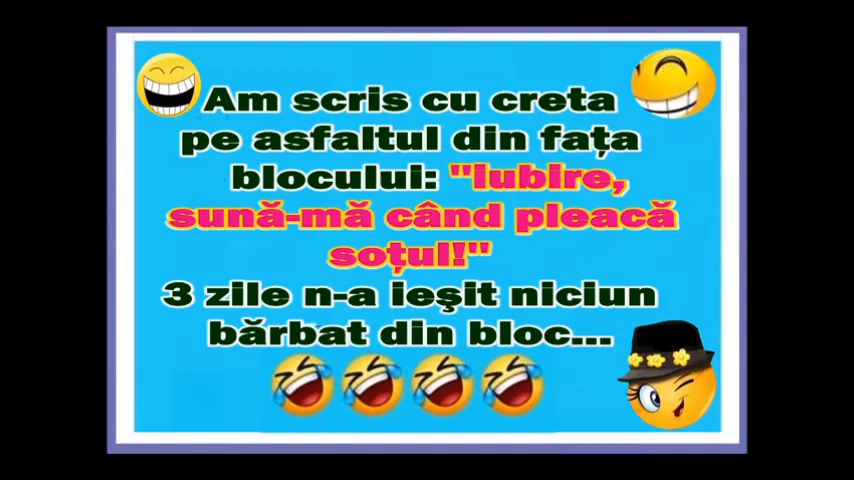 Am scris cu creta
pe asfaltul din fața
blocului: "iubire,
sună-mă când pleacă
soțul!"
3 zile n-a ieşit niciun
bărbat din bloc...